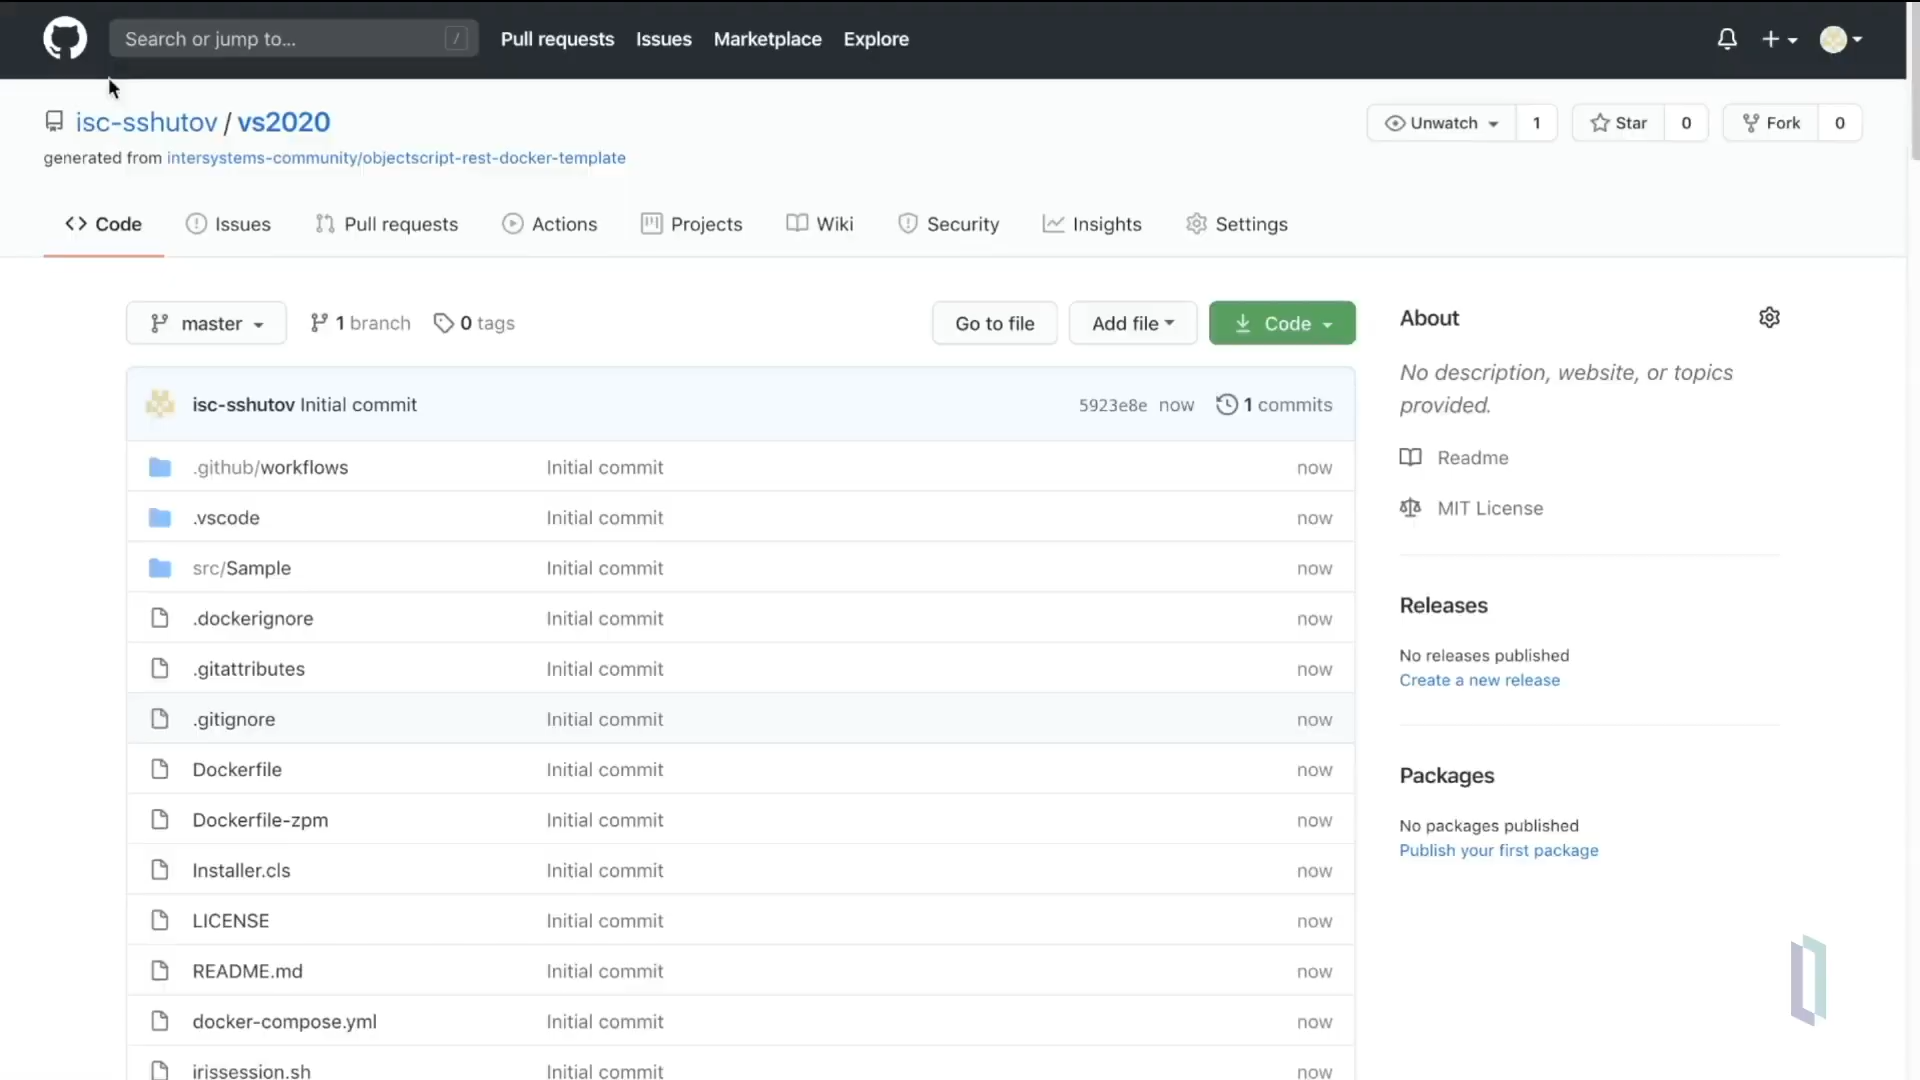 Search or jump to... / Pull requests Issues Marketplace Explore
isc-sshutov / vs2020 Unwatch 1 Star 0 Fork 0
generated from intersystems-community/objectscript-rest-docker-template
Code Issues Pull requests Actions Projects Wiki Security Insights Settings
master 1 branch 0 tags Go to file Add file Code
isc-sshutov Initial commit 5923e8e now 1 commits
.github/workflows Initial commit now
.vscode Initial commit now
src/Sample Initial commit now
.dockerignore Initial commit now
.gitattributes Initial commit now
.gitignore Initial commit now
Dockerfile Initial commit now
Dockerfile-zpm Initial commit now
Installer.cls Initial commit now
LICENSE Initial commit now
README.md Initial commit now
docker-compose.yml Initial commit now
irissession.sh Initial commit now
About
No description, website, or topics
provided.
Readme
MIT License
Releases
No releases published
Create a new release
Packages
No packages published
Publish your first package